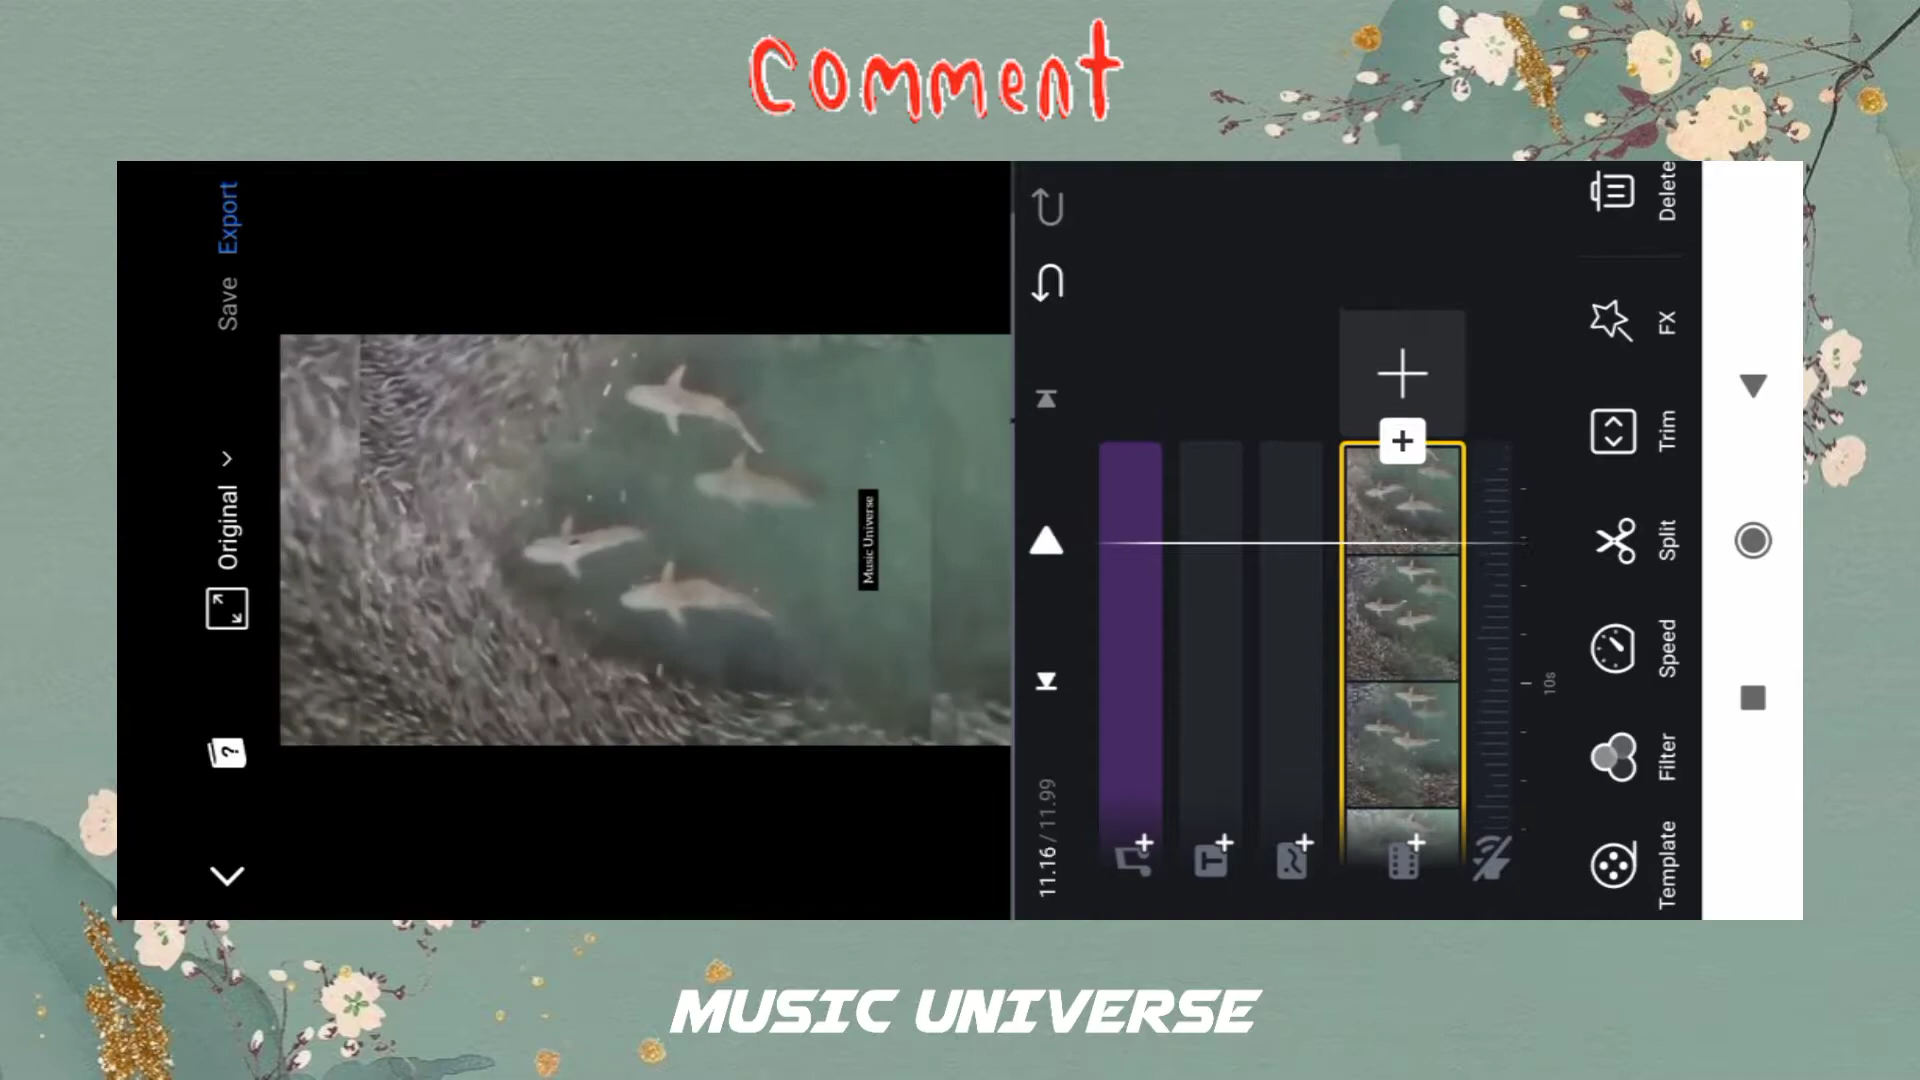 Comment
Save Export
Original
Music Universe
11.16 / 11.99
10s
Template
Filter
Speed
Split
Trim
FX
Delete
MUSIC UNIVERSE